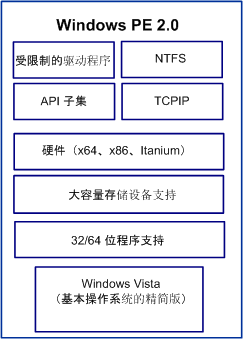 Windows PE 2.0
受限制的驱动程序
NTFS
API 子集
TCPIP
硬件（x64、x86、Itanium）
大容量存储设备支持
32/64 位程序支持
Windows Vista
（基本操作系统的精简版）